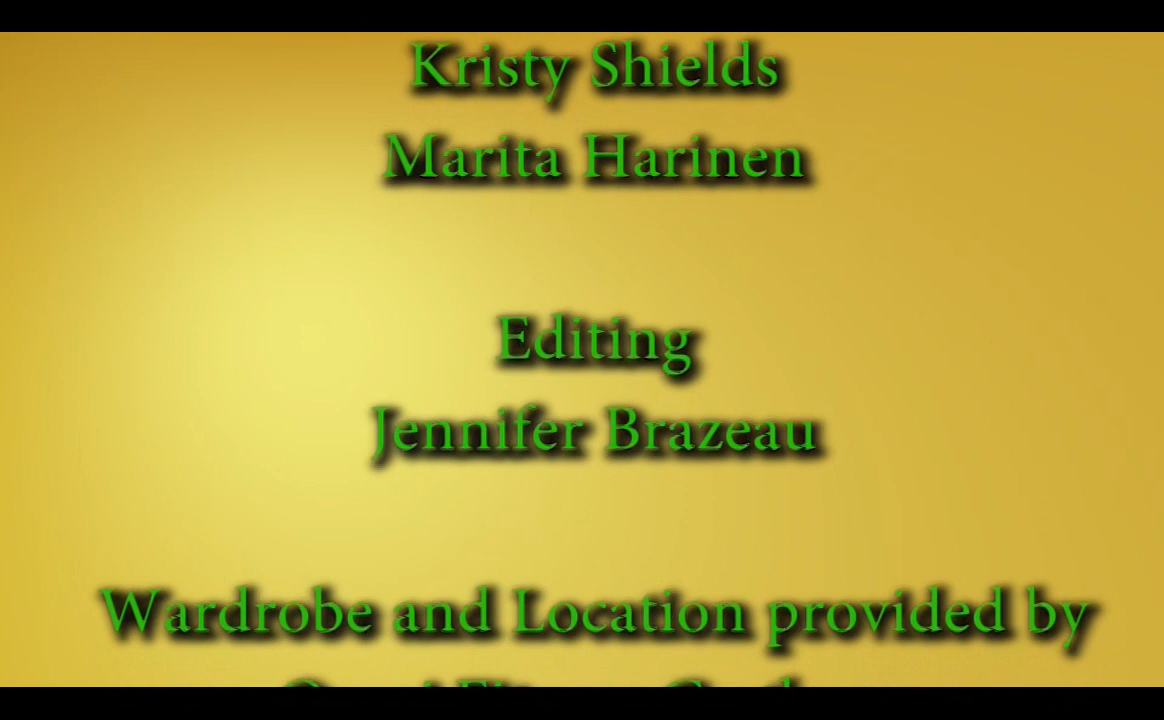 Kristy Shields
Marita Harinen
Editing
Jennifer Brazeau
Wardrobe and Location provided by